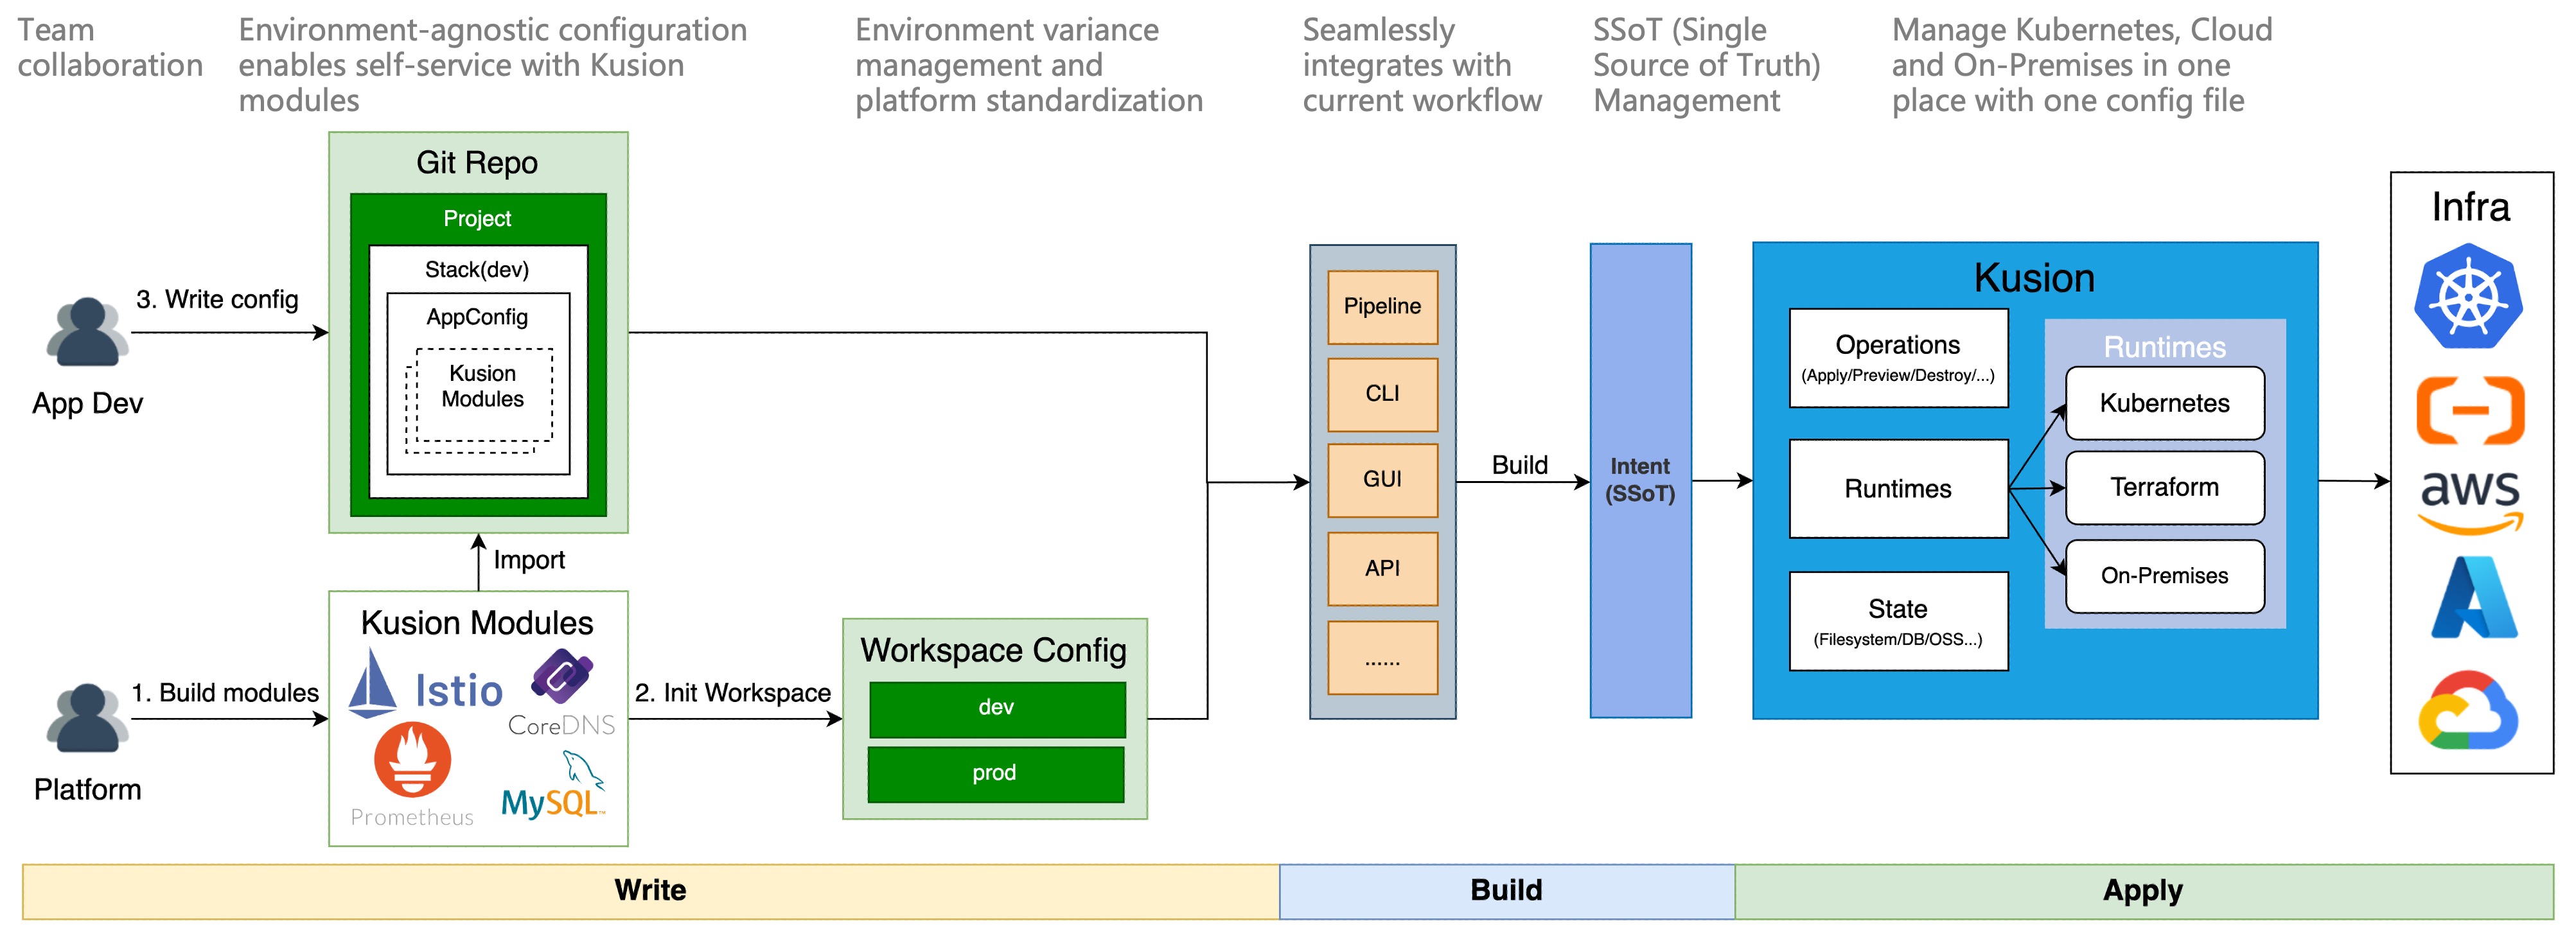 Team
collaboration
Environment-agnostic configuration
enables self-service with Kusion
modules
Environment variance
management and
platform standardization
Seamlessly
integrates with
current workflow
SSoT (Single
Source of Truth)
Management
Manage Kubernetes, Cloud
and On-Premises in one
place with one config file
Git Repo
Project
Stack(dev)
AppConfig
Kusion
Modules
3. Write config
App Dev
Import
Kusion Modules
Istio
CoreDNS
Prometheus
MySQL™
1. Build modules
Platform
2. Init Workspace
Workspace Config
dev
prod
Pipeline
CLI
GUI
API
......
Build
Intent
(SSoT)
Kusion
Operations
(Apply/Preview/Destroy/...)
Runtimes
State
(Filesystem/DB/OSS...)
Runtimes
Kubernetes
Terraform
On-Premises
Infra
aws
Write
Build
Apply